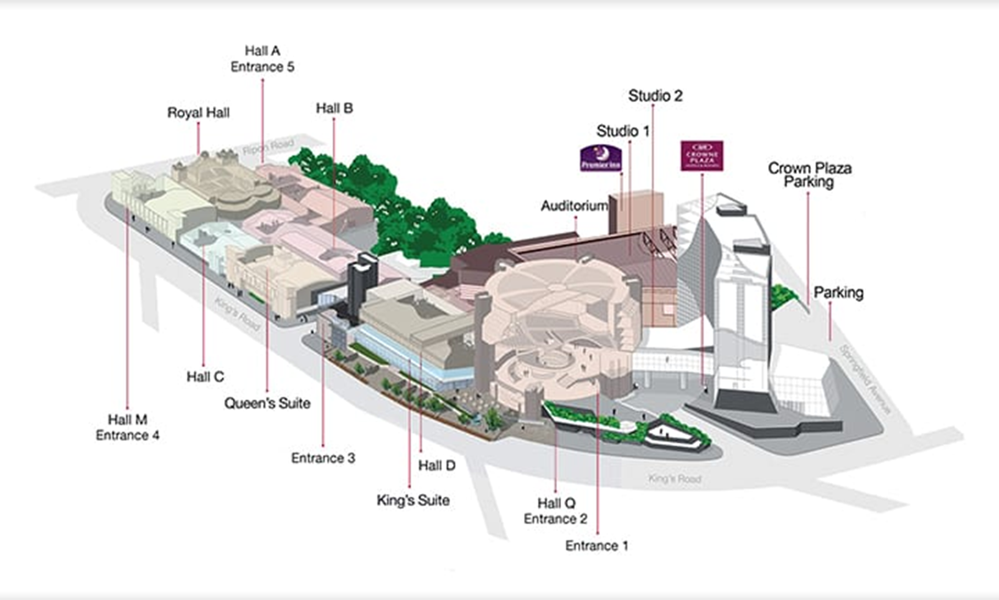 Hall A
Entrance 5
Royal Hall
Hall B
Studio 2
Studio 1
Premier Inn
CROWNE
PLAZA
Crown Plaza
Parking
Auditorium
Parking
Ripon Road
King's Road
Springfield Avenue
Hall C
Queen's Suite
Hall M
Entrance 4
Entrance 3
Hall D
King's Suite
King's Road
Hall Q
Entrance 2
Entrance 1